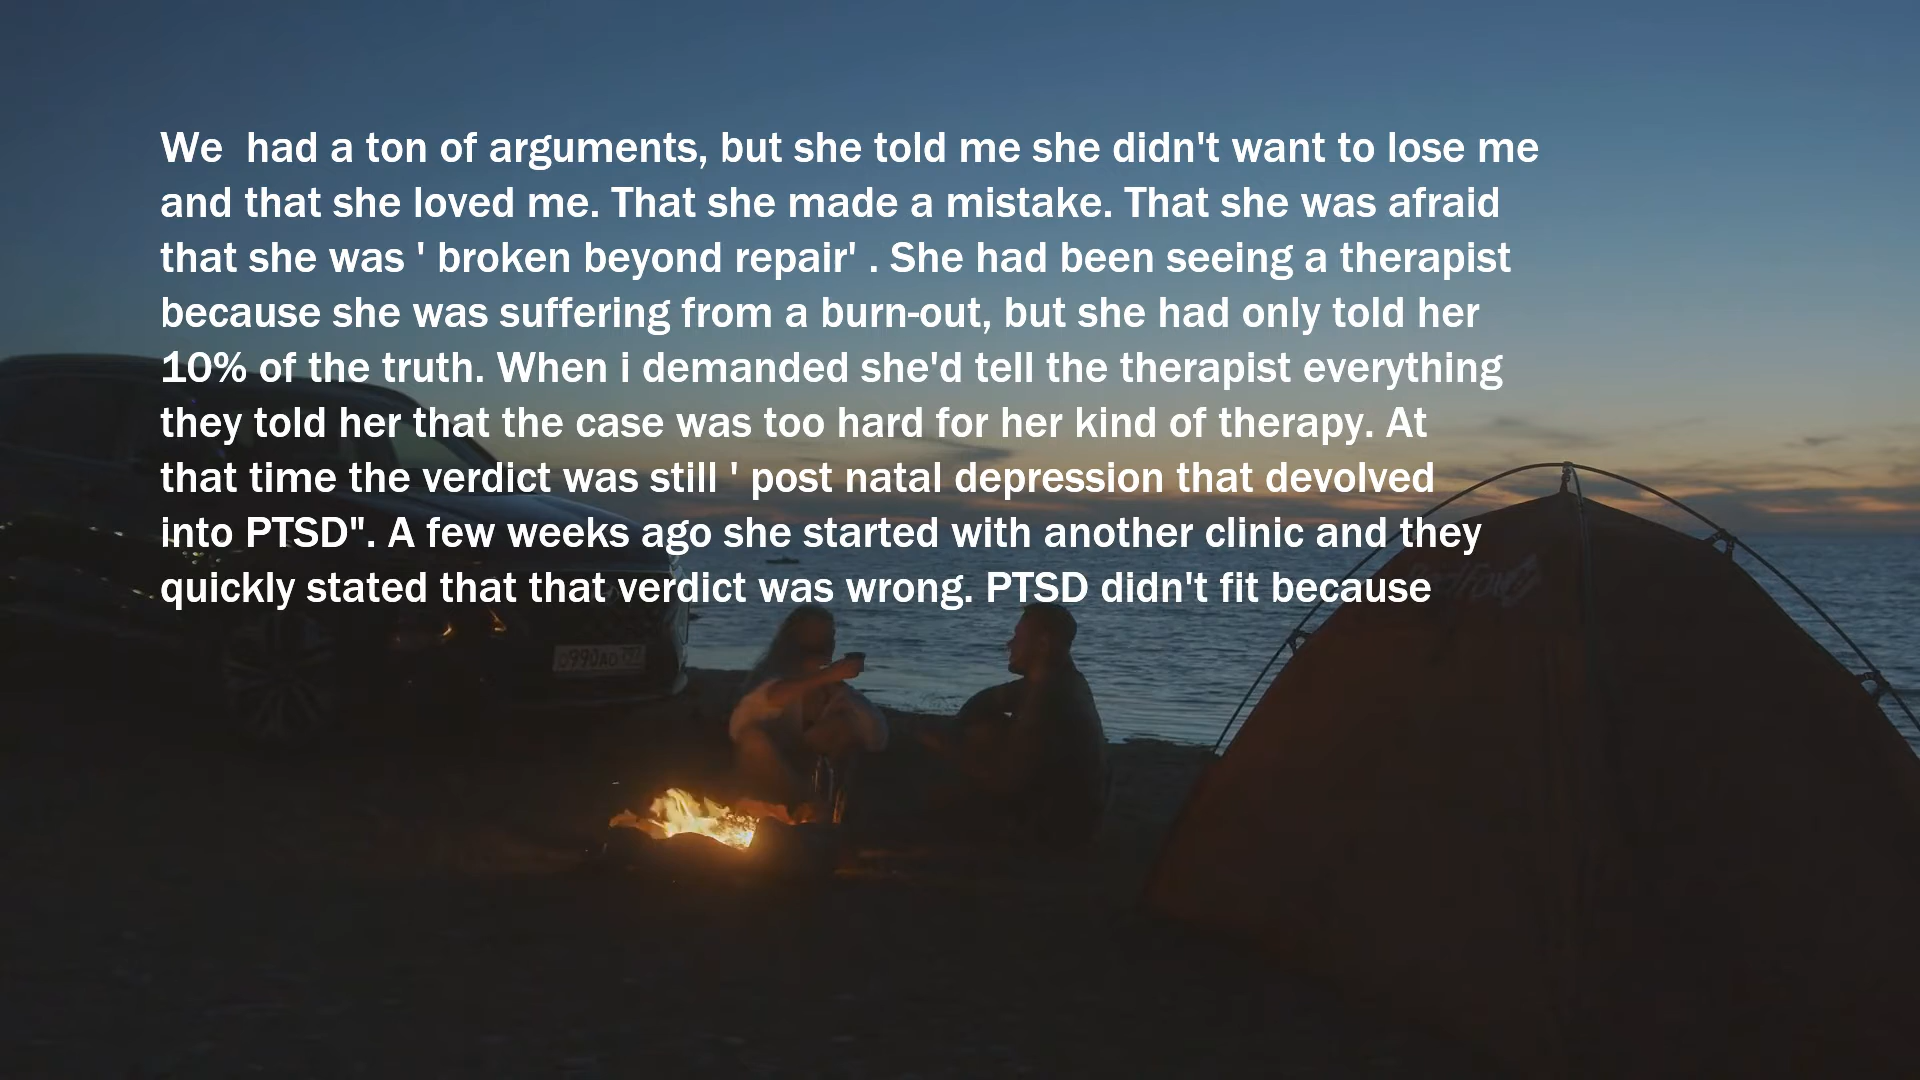 We  had a ton of arguments, but she told me she didn't want to lose me
and that she loved me. That she made a mistake. That she was afraid
that she was ' broken beyond repair' . She had been seeing a therapist
because she was suffering from a burn-out, but she had only told her
10% of the truth. When i demanded she'd tell the therapist everything
they told her that the case was too hard for her kind of therapy. At
that time the verdict was still ' post natal depression that devolved
into PTSD". A few weeks ago she started with another clinic and they
quickly stated that that verdict was wrong. PTSD didn't fit because